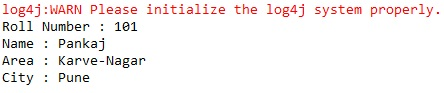 log4j:WARN Please initialize the log4j system properly.
Roll Number : 101
Name : Pankaj
Area : Karve-Nagar
City : Pune